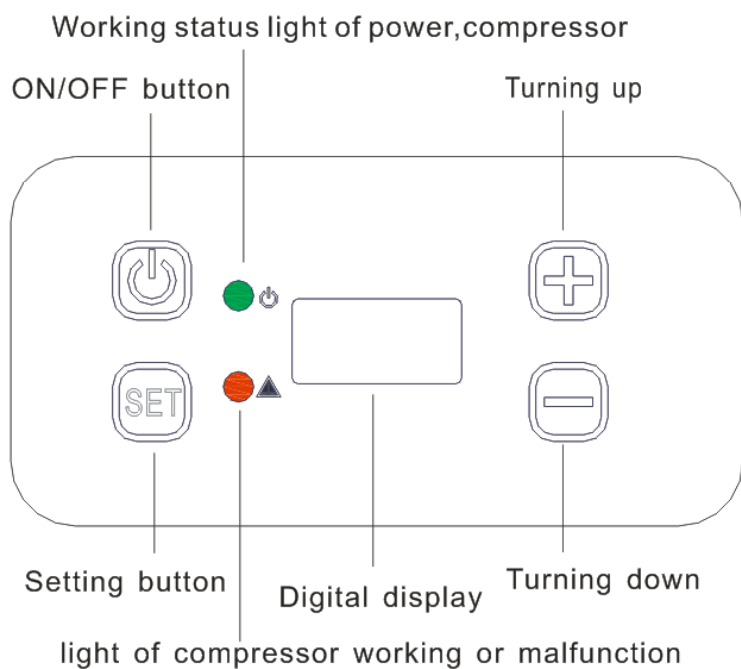 Working status light of power,compressor
ON/OFF button
Turning up
SET
Setting button
Digital display
Turning down
light of compressor working or malfunction